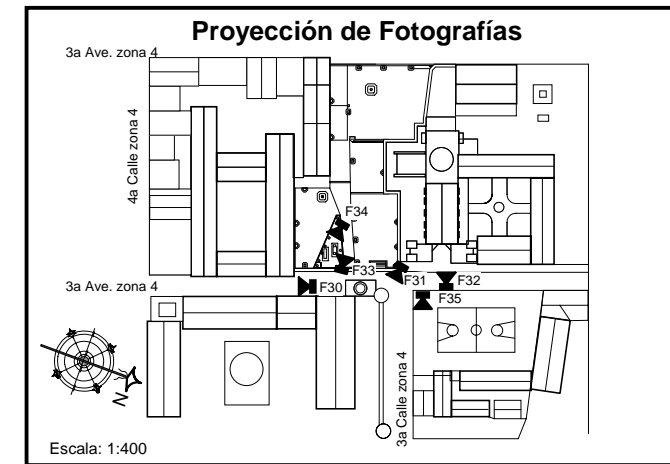 Proyección de Fotografías
3a Ave. zona 4
4a Calle zona 4
F34
F33
F30
F31
F32
F35
3a Ave. zona 4
3a Calle zona 4
N
Escala: 1:400